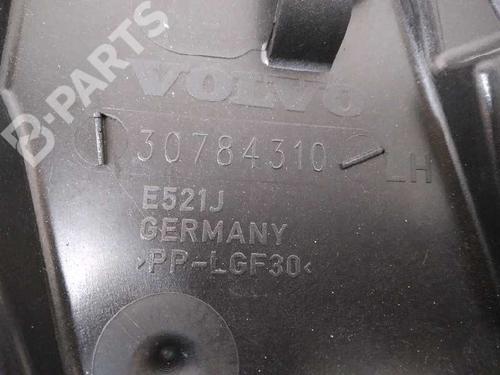 B-PARTS
VOLVO
30784310
LH
E521J
GERMANY
>PP-LGF30<